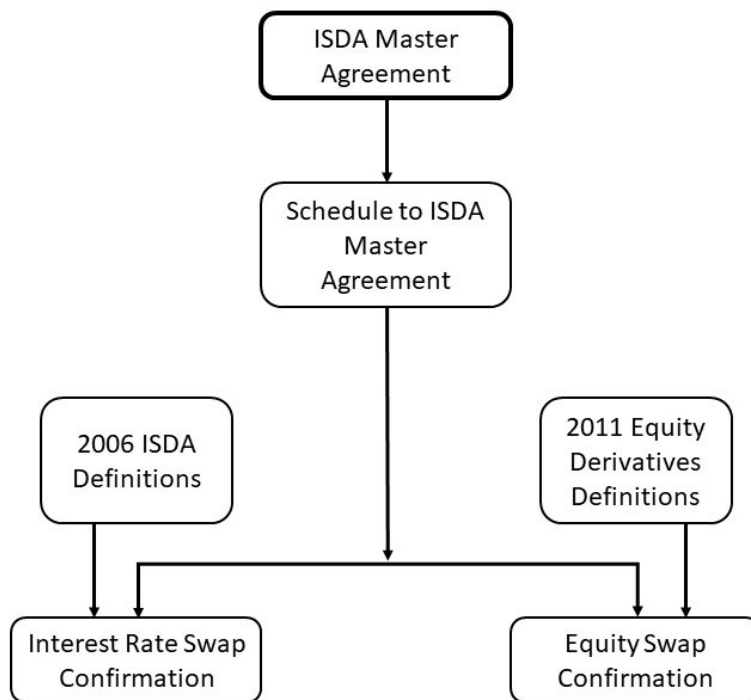 ISDA Master
Agreement
Schedule to ISDA
Master
Agreement
2006 ISDA
Definitions
2011 Equity
Derivatives
Definitions
Interest Rate Swap
Confirmation
Equity Swap
Confirmation